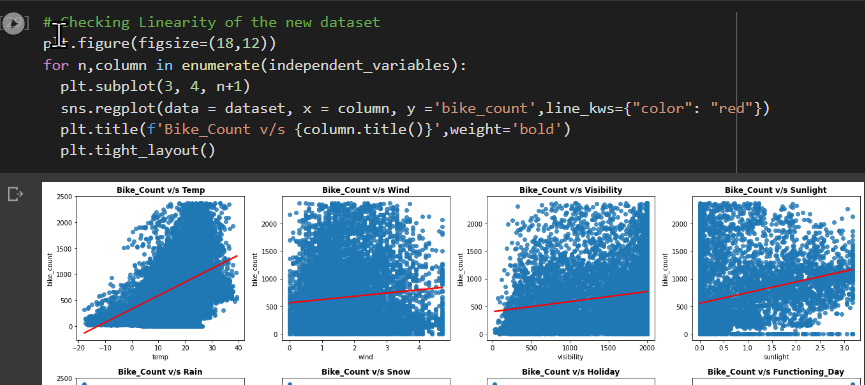 # Checking Linearity of the new dataset
plt.figure(figsize=(18,12))
for n,column in enumerate(independent_variables):
plt.subplot(3, 4, n+1)
sns.regplot(data = dataset, x = column, y ='bike_count',line_kws={"color": "red"})
plt.title(f'Bike_Count v/s {column.title()}',weight='bold')
plt.tight_layout()
Bike_Count v/s Temp
2500
2000
1500
1000
500
0
bike_count
−20 −10 0 10 20 30 40
temp
Bike_Count v/s Wind
2000
1500
1000
500
0
bike_count
0 1 2 3 4
wind
Bike_Count v/s Visibility
2000
1500
1000
500
0
bike_count
0 500 1000 1500 2000
visibility
Bike_Count v/s Sunlight
2000
1500
1000
500
0
bike_count
0.0 0.5 1.0 1.5 2.0 2.5 3.0
sunlight
Bike_Count v/s Rain
2500
Bike_Count v/s Snow
Bike_Count v/s Holiday
Bike_Count v/s Functioning_Day